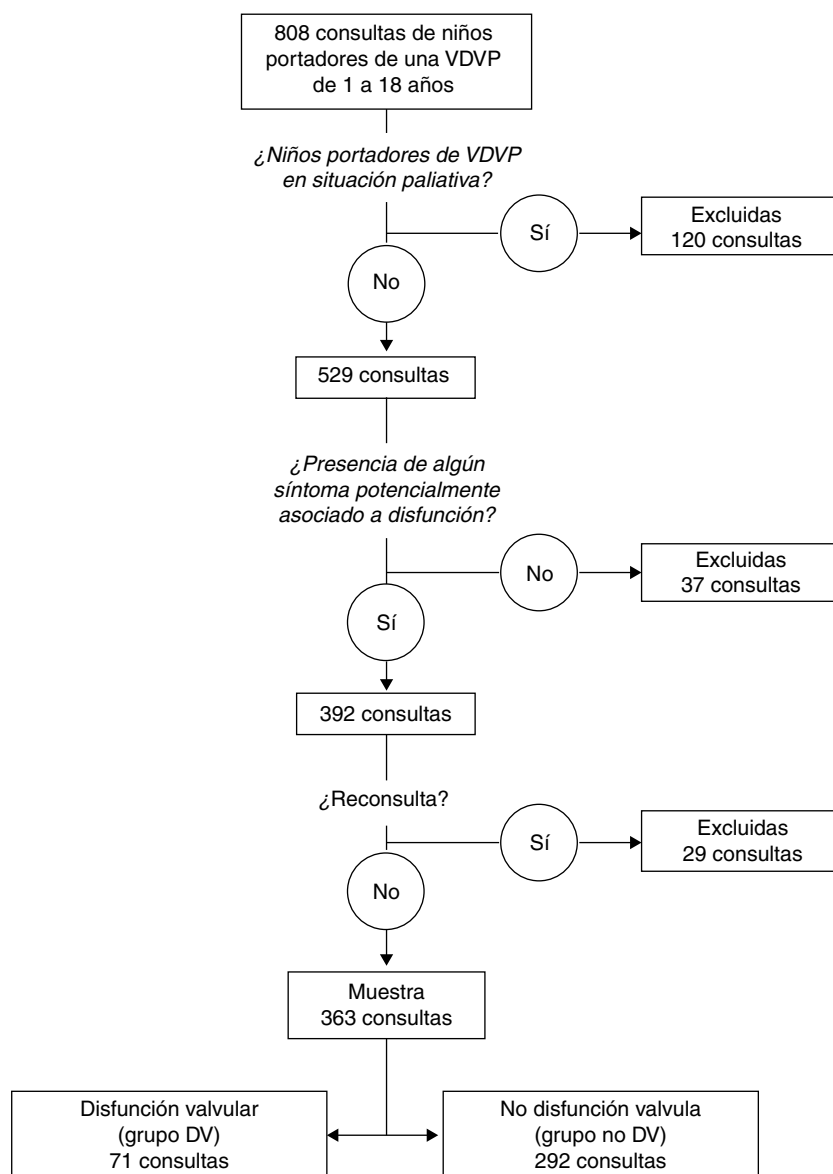 808 consultas de niños
portadores de una VDVP
de 1 a 18 años
¿Niños portadores de VDVP
en situación paliativa?
Sí
Excluidas
120 consultas
No
529 consultas
¿Presencia de algún
síntoma potencialmente
asociado a disfunción?
No
Excluidas
37 consultas
Sí
392 consultas
¿Reconsulta?
Sí
Excluidas
29 consultas
No
Muestra
363 consultas
Disfunción valvular
(grupo DV)
71 consultas
No disfunción valvula
(grupo no DV)
292 consultas